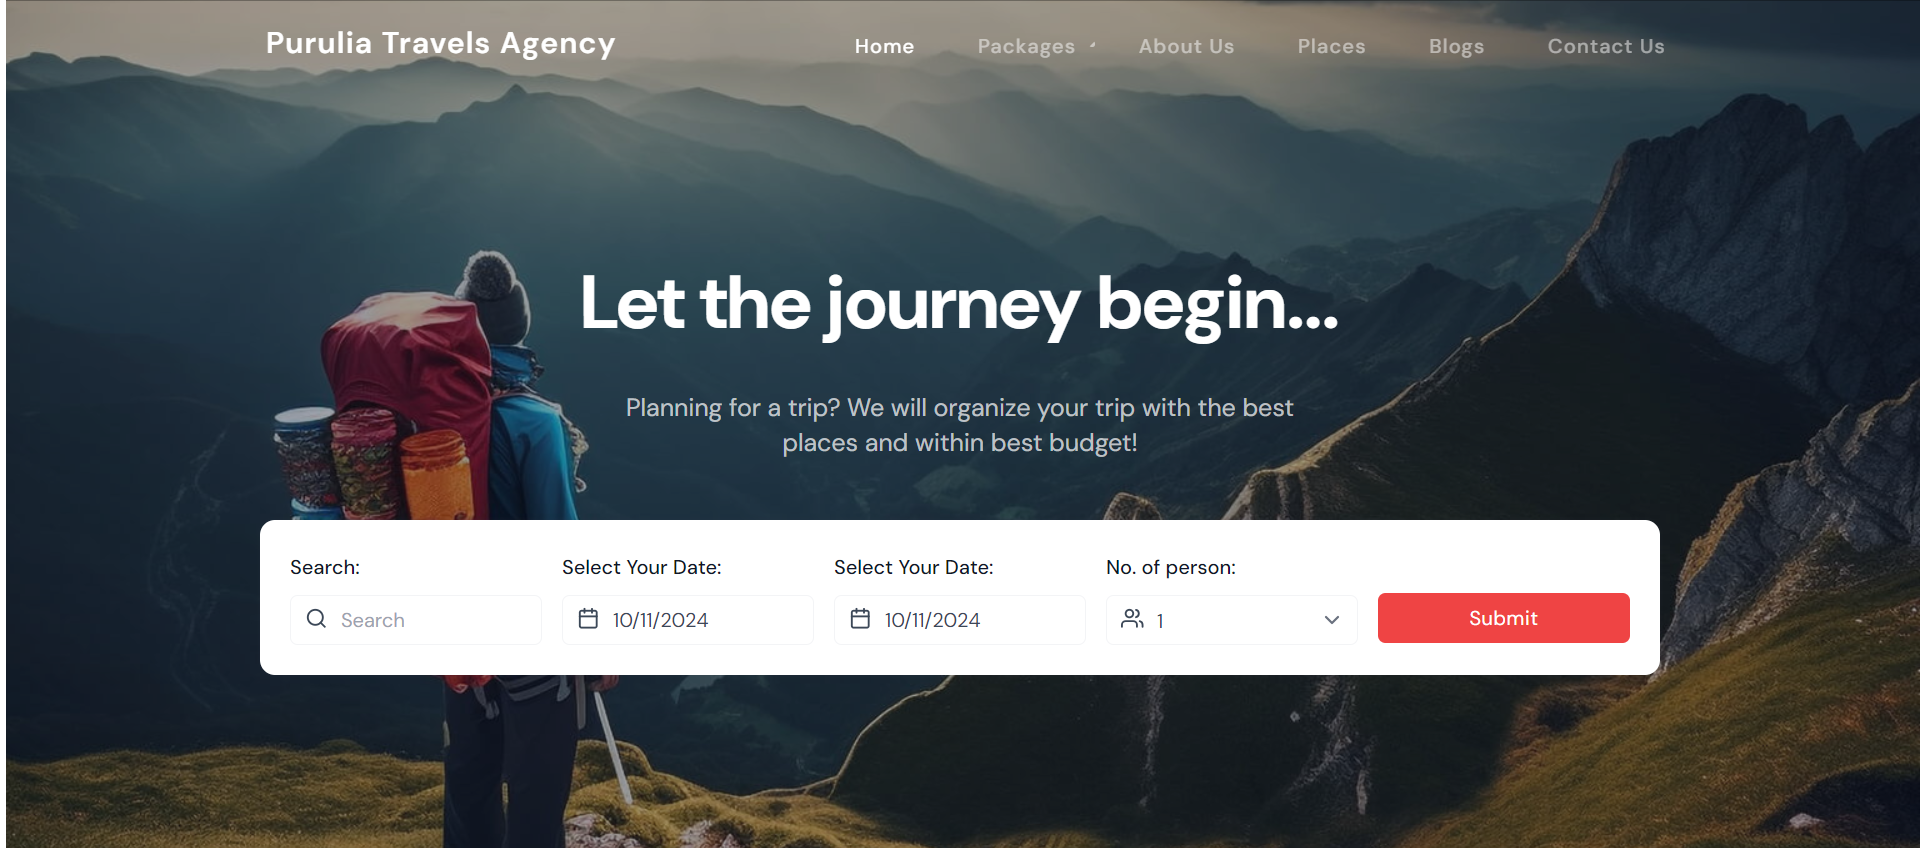 Purulia Travels Agency
Home Packages About Us Places Blogs Contact Us
Let the journey begin...
Planning for a trip? We will organize your trip with the best
places and within best budget!
Search: Select Your Date: Select Your Date: No. of person:
Search 10/11/2024 10/11/2024 1 Submit